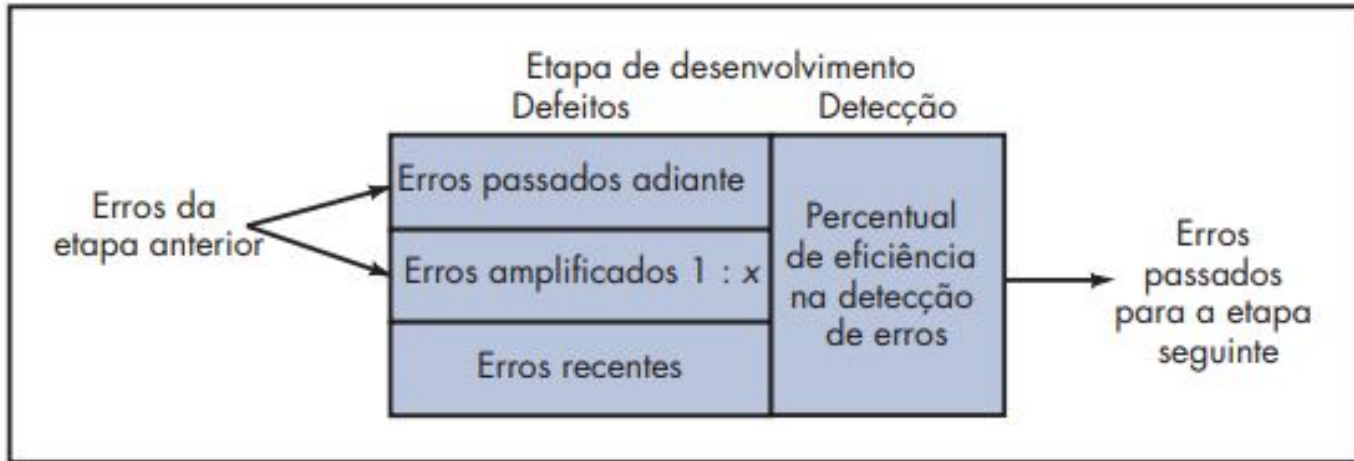 Etapa de desenvolvimento
Defeitos
Detecção
Erros da
etapa anterior
Erros passados adiante
Erros amplificados 1 : x
Erros recentes
Percentual
de eficiência
na detecção
de erros
Erros
passados
para a etapa
seguinte